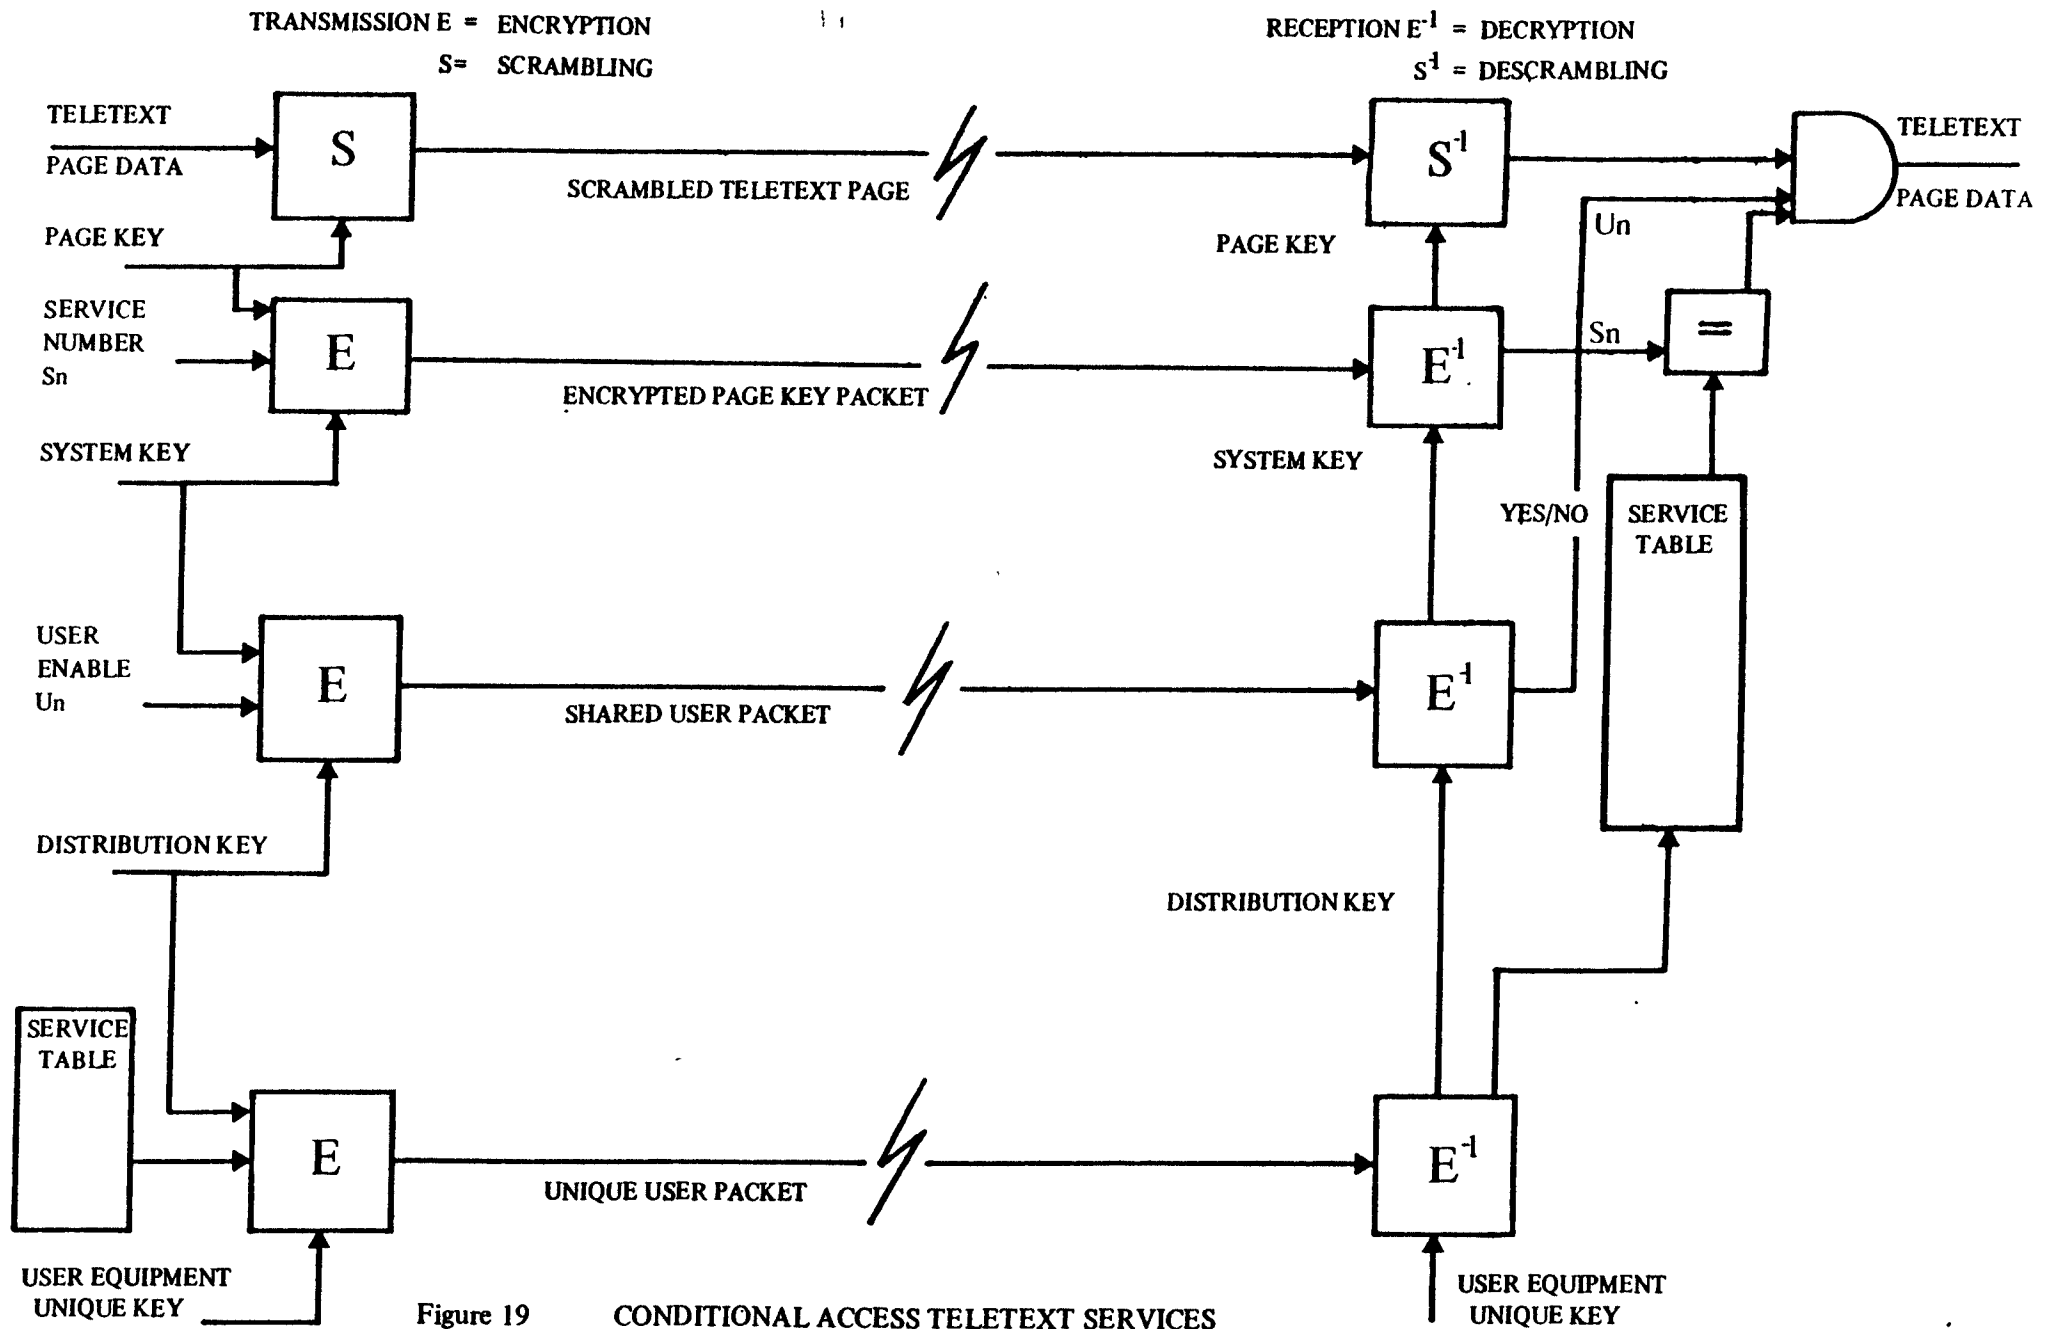 TRANSMISSION E = ENCRYPTION
S= SCRAMBLING
RECEPTION E-1 = DECRYPTION
S-1 = DESCRAMBLING
TELETEXT
PAGE DATA
S
SCRAMBLED TELETEXT PAGE
S-1
TELETEXT
PAGE DATA
PAGE KEY
PAGE KEY
Un
SERVICE
NUMBER
Sn
E
ENCRYPTED PAGE KEY PACKET
E-1
Sn
=
SYSTEM KEY
SYSTEM KEY
YES/NO
SERVICE
TABLE
USER
ENABLE
Un
E
SHARED USER PACKET
E-1
DISTRIBUTION KEY
DISTRIBUTION KEY
SERVICE
TABLE
E
UNIQUE USER PACKET
E-1
USER EQUIPMENT
UNIQUE KEY
USER EQUIPMENT
UNIQUE KEY
Figure 19 CONDITIONAL ACCESS TELETEXT SERVICES